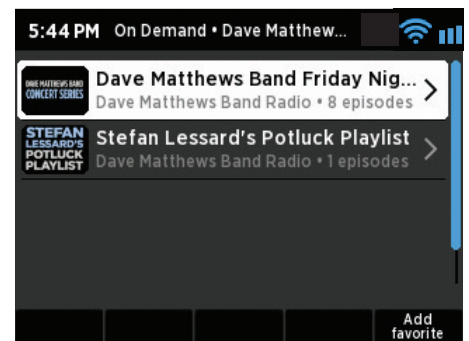 5:44 PM On Demand • Dave Matthew...
DAVE MATTHEWS BAND
CONCERT SERIES
Dave Matthews Band Friday Nig...
Dave Matthews Band Radio • 8 episodes
STEFAN
LESSARD'S
POTLUCK
PLAYLIST
Stefan Lessard's Potluck Playlist
Dave Matthews Band Radio • 1 episodes
Add
favorite